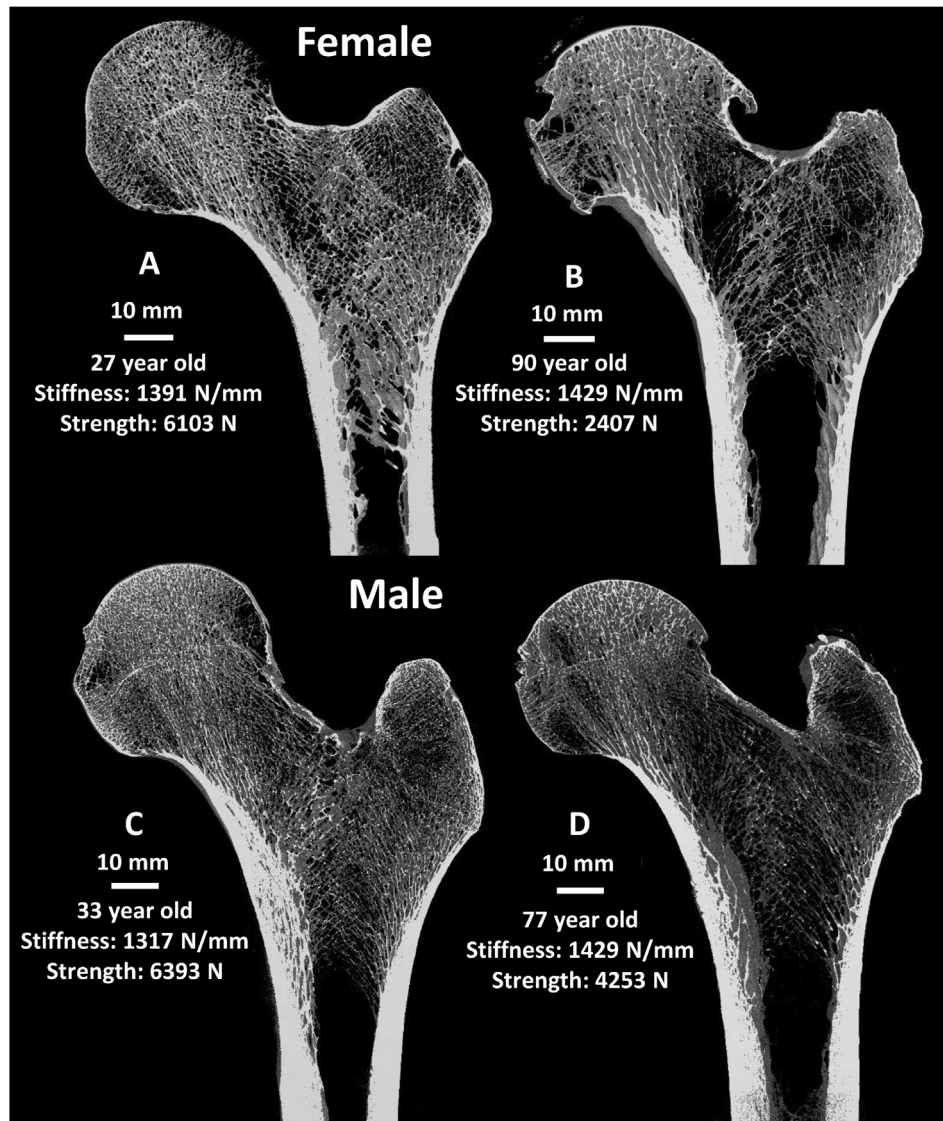 Female
A
10 mm
27 year old
Stiffness: 1391 N/mm
Strength: 6103 N
B
10 mm
90 year old
Stiffness: 1429 N/mm
Strength: 2407 N
Male
C
10 mm
33 year old
Stiffness: 1317 N/mm
Strength: 6393 N
D
10 mm
77 year old
Stiffness: 1429 N/mm
Strength: 4253 N